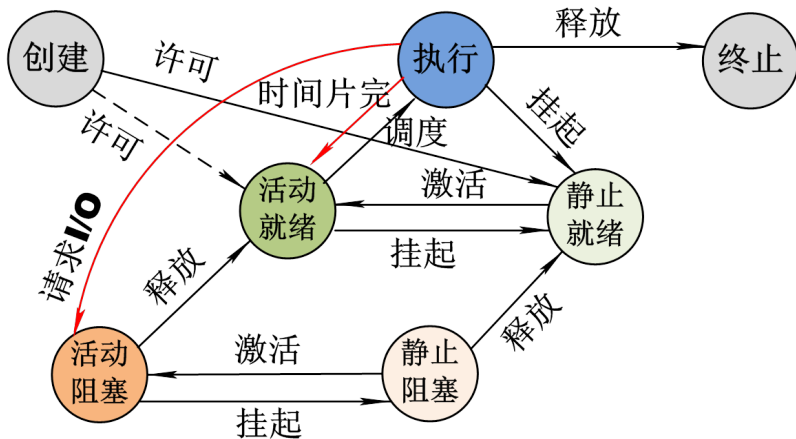 创建
许可
执行
释放
终止
时间片完
许可
调度
挂起
活动
就绪
激活
静止
就绪
挂起
请求I/O
释放
释放
活动
阻塞
激活
静止
阻塞
挂起